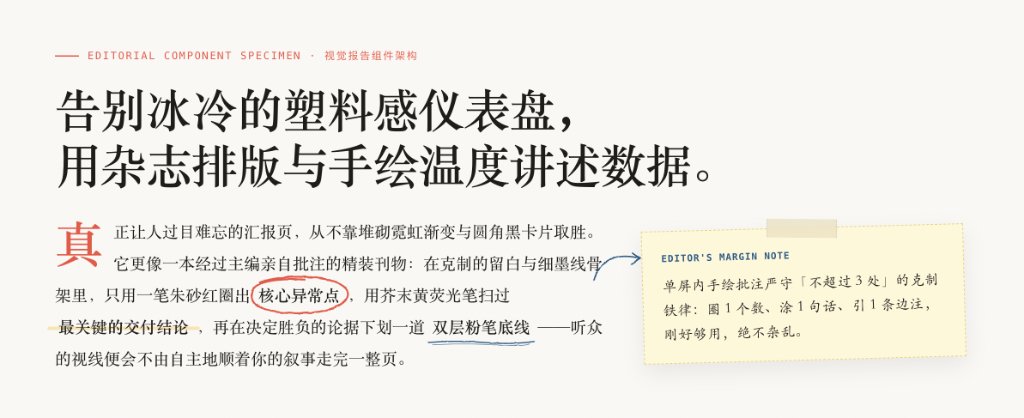 EDITORIAL COMPONENT SPECIMEN · 视觉报告组件架构
告别冰冷的塑料感仪表盘，
用杂志排版与手绘温度讲述数据。
真正让人过目难忘的汇报页，从不靠堆砌霓虹渐变与圆角黑卡片取胜。
它更像一本经过主编亲自批注的精装刊物：在克制的留白与细墨线骨
架里，只用一笔朱砂红圈出 核心异常点 ，用芥末黄荧光笔扫过
最关键的交付结论 ，再在决定胜负的论据下划一道 双层粉笔底线 ——听众
的视线便会不由自主地顺着你的叙事走完一整页。
EDITOR'S MARGIN NOTE
单屏内手绘批注严守「不超过 3 处」的克制
铁律：圈 1 个数、涂 1 句话、引 1 条边注，
刚好够用，绝不杂乱。